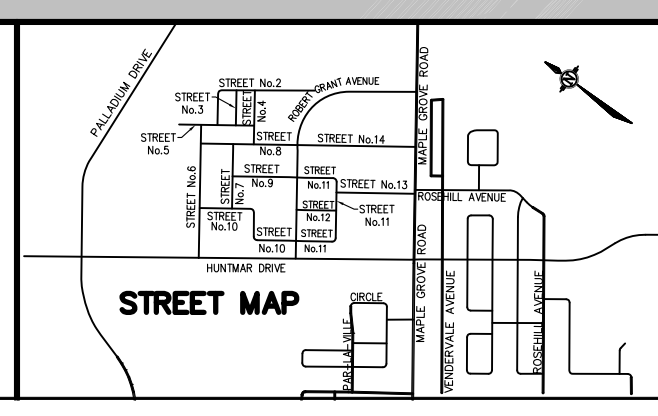 PALLADIUM DRIVE
STREET No.2
STREET
No.3
STREET
No.4
ROBERT GRANT AVENUE
MAPLE GROVE ROAD
N
STREET
No.5
STREET
No.8
STREET No.14
STREET No.6
STREET
No.7
STREET
No.9
STREET
No.11
STREET No.13
ROSEHILL AVENUE
STREET
No.12
STREET
No.11
STREET
No.10
STREET
No.10
STREET
No.11
HUNTMAR DRIVE
MAPLE GROVE ROAD
STREET MAP
CIRCLE
PAR-LA-VILLE
VENDERVALE AVENUE
ROSEHILL AVENUE